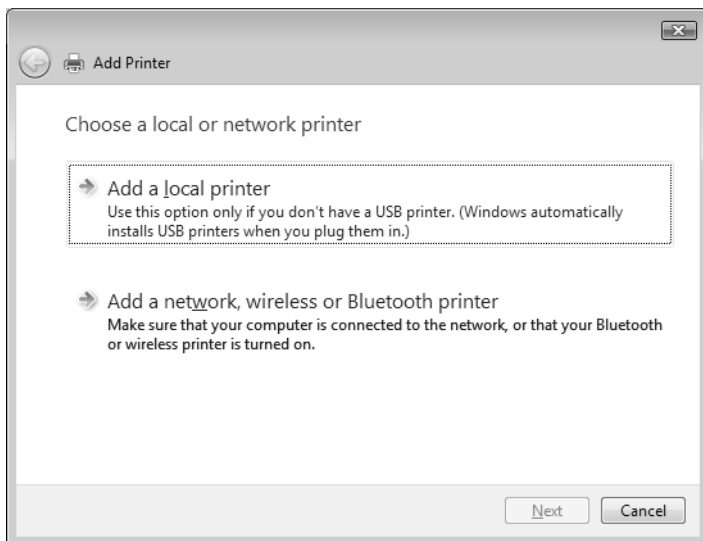 Add Printer
Choose a local or network printer
Add a local printer
Use this option only if you don't have a USB printer. (Windows automatically
installs USB printers when you plug them in.)
Add a network, wireless or Bluetooth printer
Make sure that your computer is connected to the network, or that your Bluetooth
or wireless printer is turned on.
Next Cancel